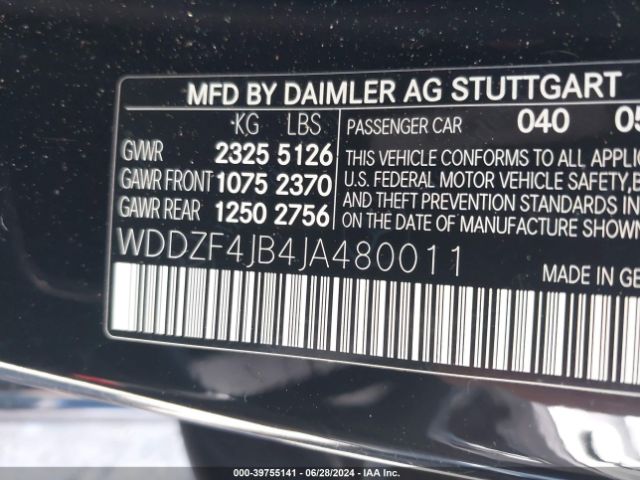 MFD BY DAIMLER AG STUTTGART
KG LBS
GVWR 2325 5126
GAWR FRONT 1075 2370
GAWR REAR 1250 2756
PASSENGER CAR 040
THIS VEHICLE CONFORMS TO ALL
U.S. FEDERAL MOTOR VEHICLE SAFETY,
AND THEFT PREVENTION STANDARDS
ON THE DATE OF MANUFACTURE SHOWN
WDDZF4JB4JA480011
MADE IN
000-39755141 - 06/28/2024 - IAA Inc.